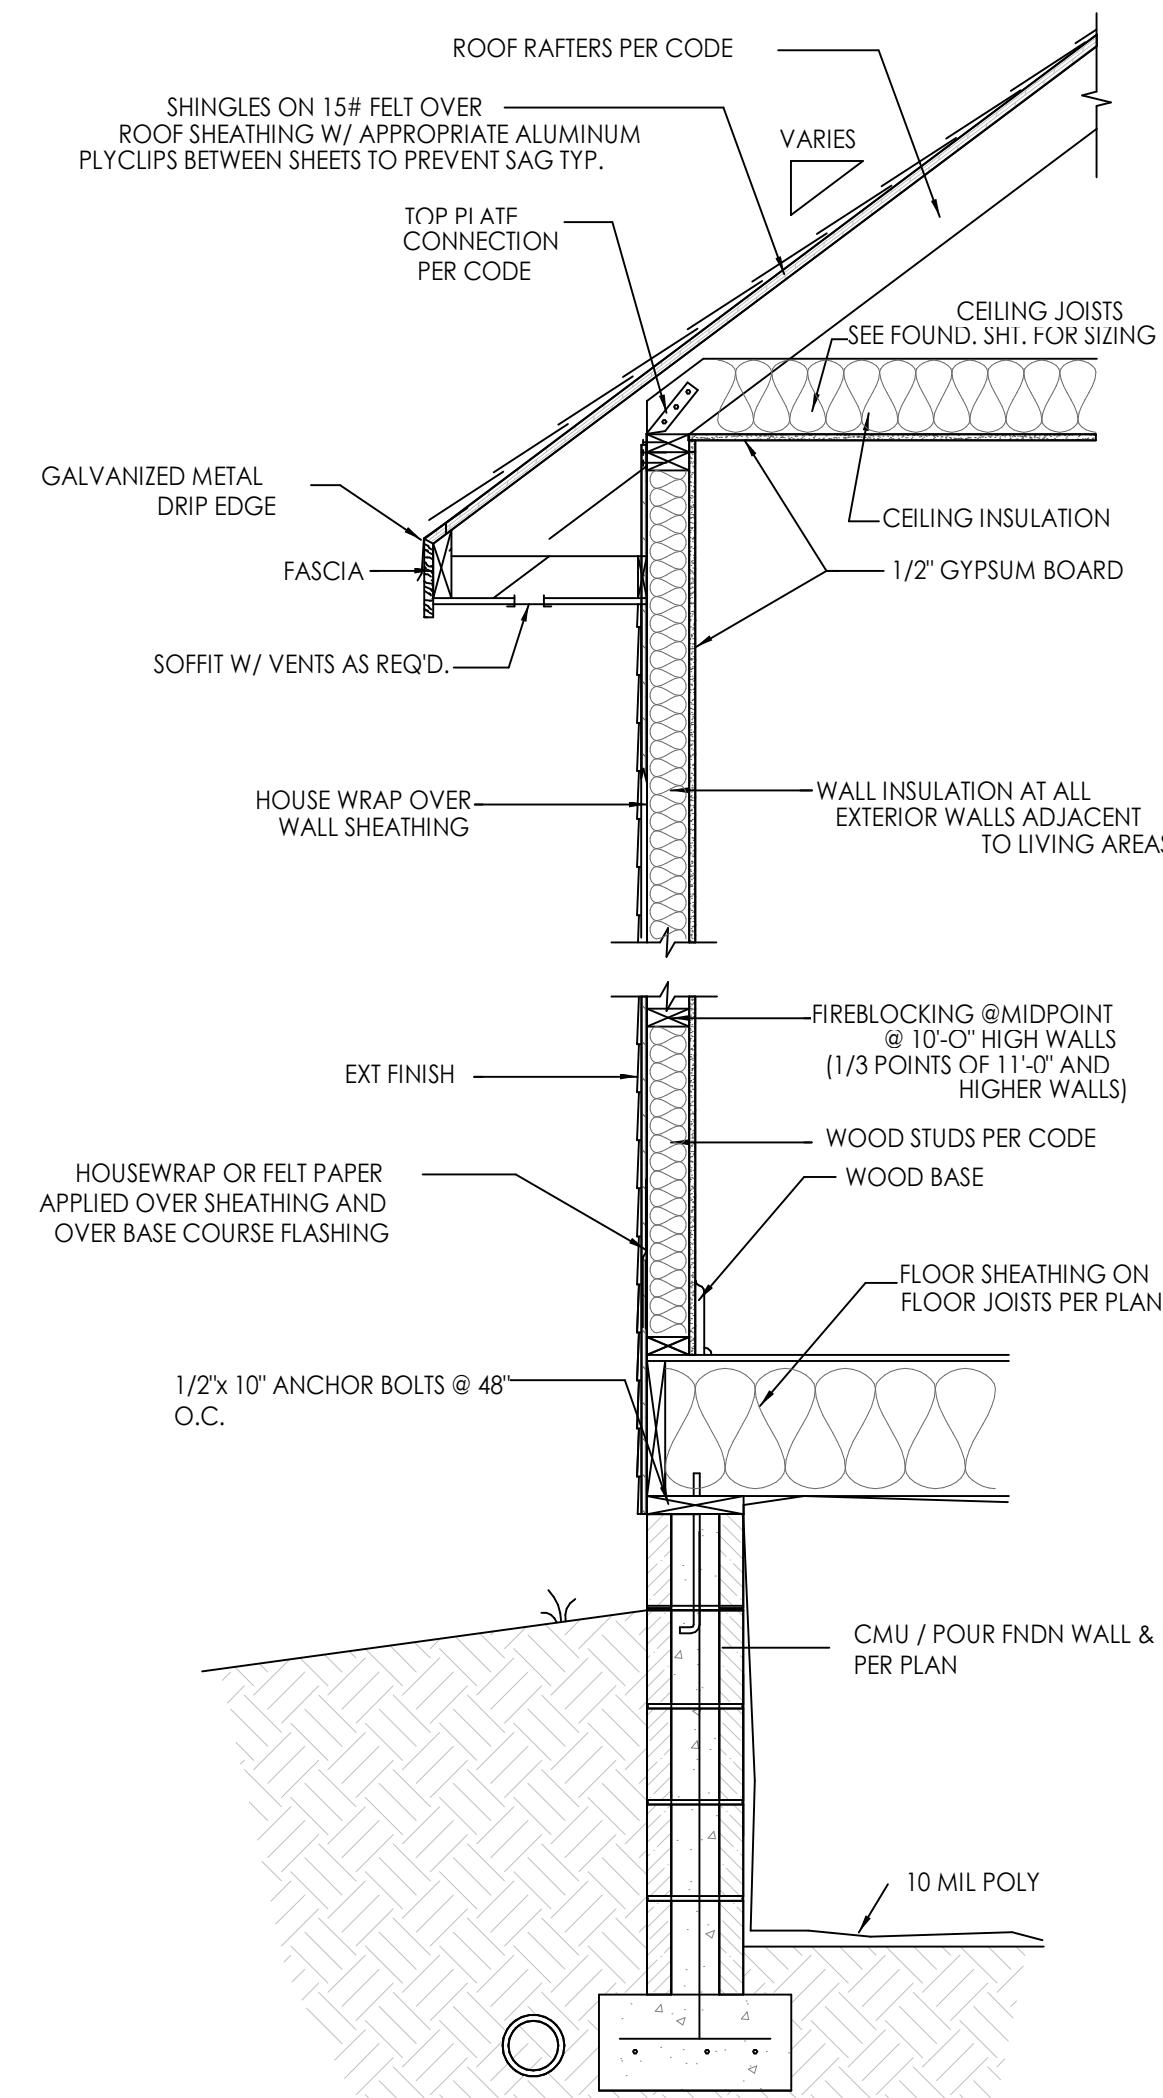 ROOF RAFTERS PER CODE
SHINGLES ON 15# FELT OVER
ROOF SHEATHING W/ APPROPRIATE ALUMINUM
PLYCLIPS BETWEEN SHEETS TO PREVENT SAG TYP.
VARIES
TOP PLATE
CONNECTION
PER CODE
CEILING JOISTS
SEE FOUND. SHT. FOR SIZING
GALVANIZED METAL
DRIP EDGE
CEILING INSULATION
FASCIA
1/2" GYPSUM BOARD
SOFFIT W/ VENTS AS REQ'D.
HOUSE WRAP OVER
WALL SHEATHING
WALL INSULATION AT ALL
EXTERIOR WALLS ADJACENT
TO LIVING AREAS
FIREBLOCKING @MIDPOINT
@ 10'-O" HIGH WALLS
(1/3 POINTS OF 11'-0" AND
HIGHER WALLS)
EXT FINISH
WOOD STUDS PER CODE
WOOD BASE
HOUSEWRAP OR FELT PAPER
APPLIED OVER SHEATHING AND
OVER BASE COURSE FLASHING
FLOOR SHEATHING ON
FLOOR JOISTS PER PLAN
1/2"x 10" ANCHOR BOLTS @ 48"
O.C.
CMU / POUR FNDN WALL &
PER PLAN
10 MIL POLY